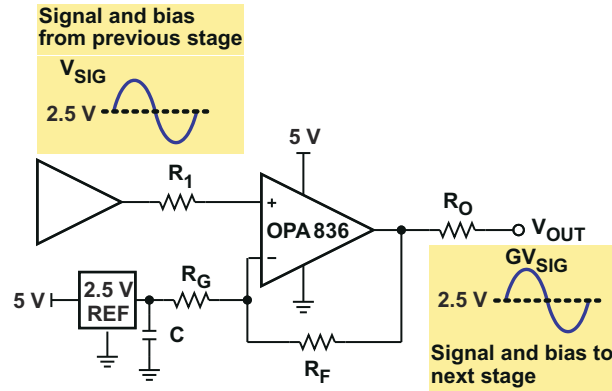 Signal and bias
from previous stage
VSIG
2.5 V
5 V
R1
RO
+
OPA836
−
VOUT
RG
GVSIG
5 V
2.5 V
REF
2.5 V
C
RF
Signal and bias to
next stage